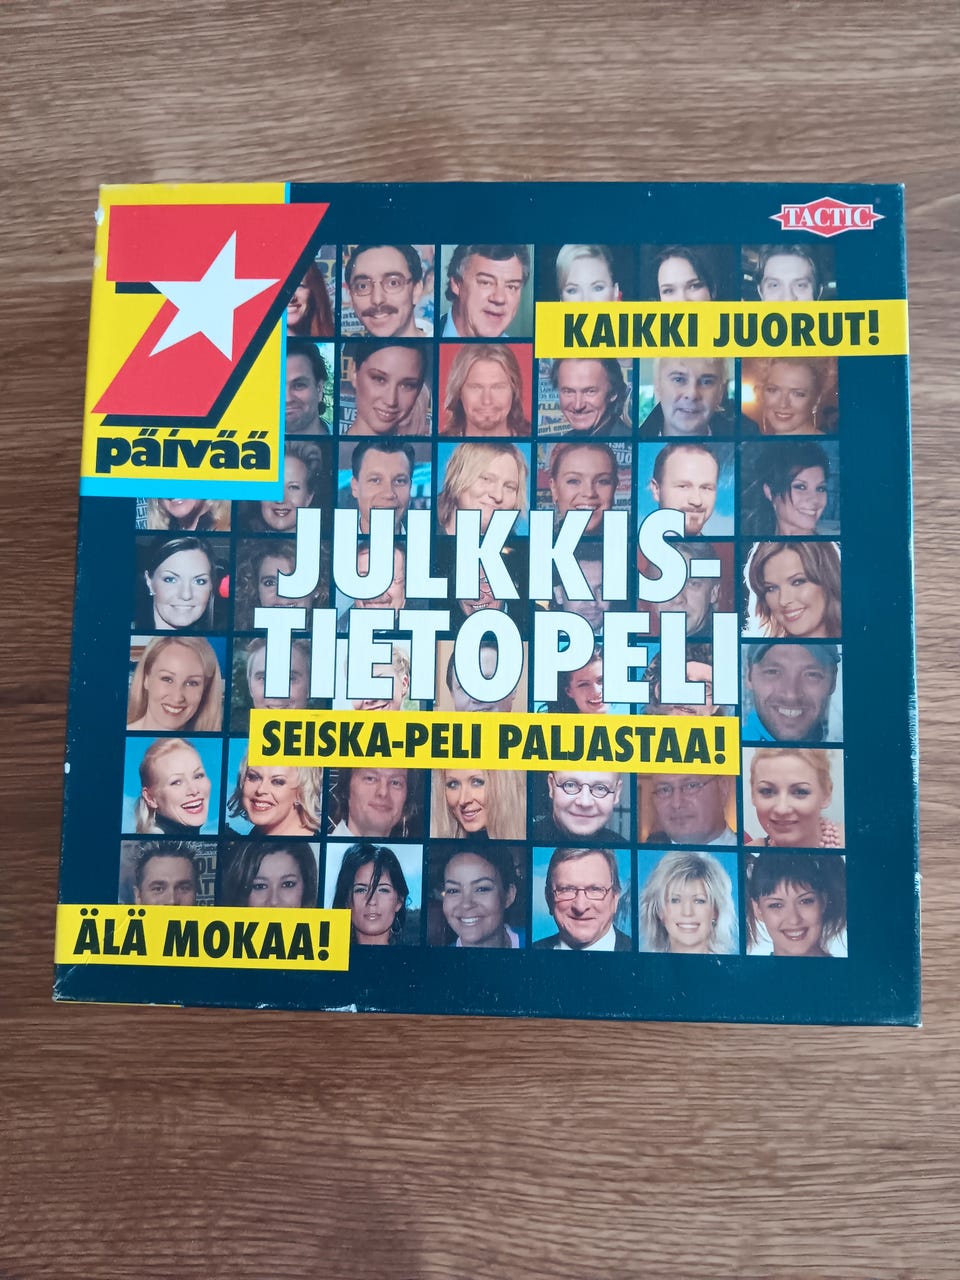 7
päivää
TACTIC
KAIKKI JUORUT!
JULKKIS-
TIETOPELI
SEISKA-PELI PALJASTAA!
ÄLÄ MOKAA!